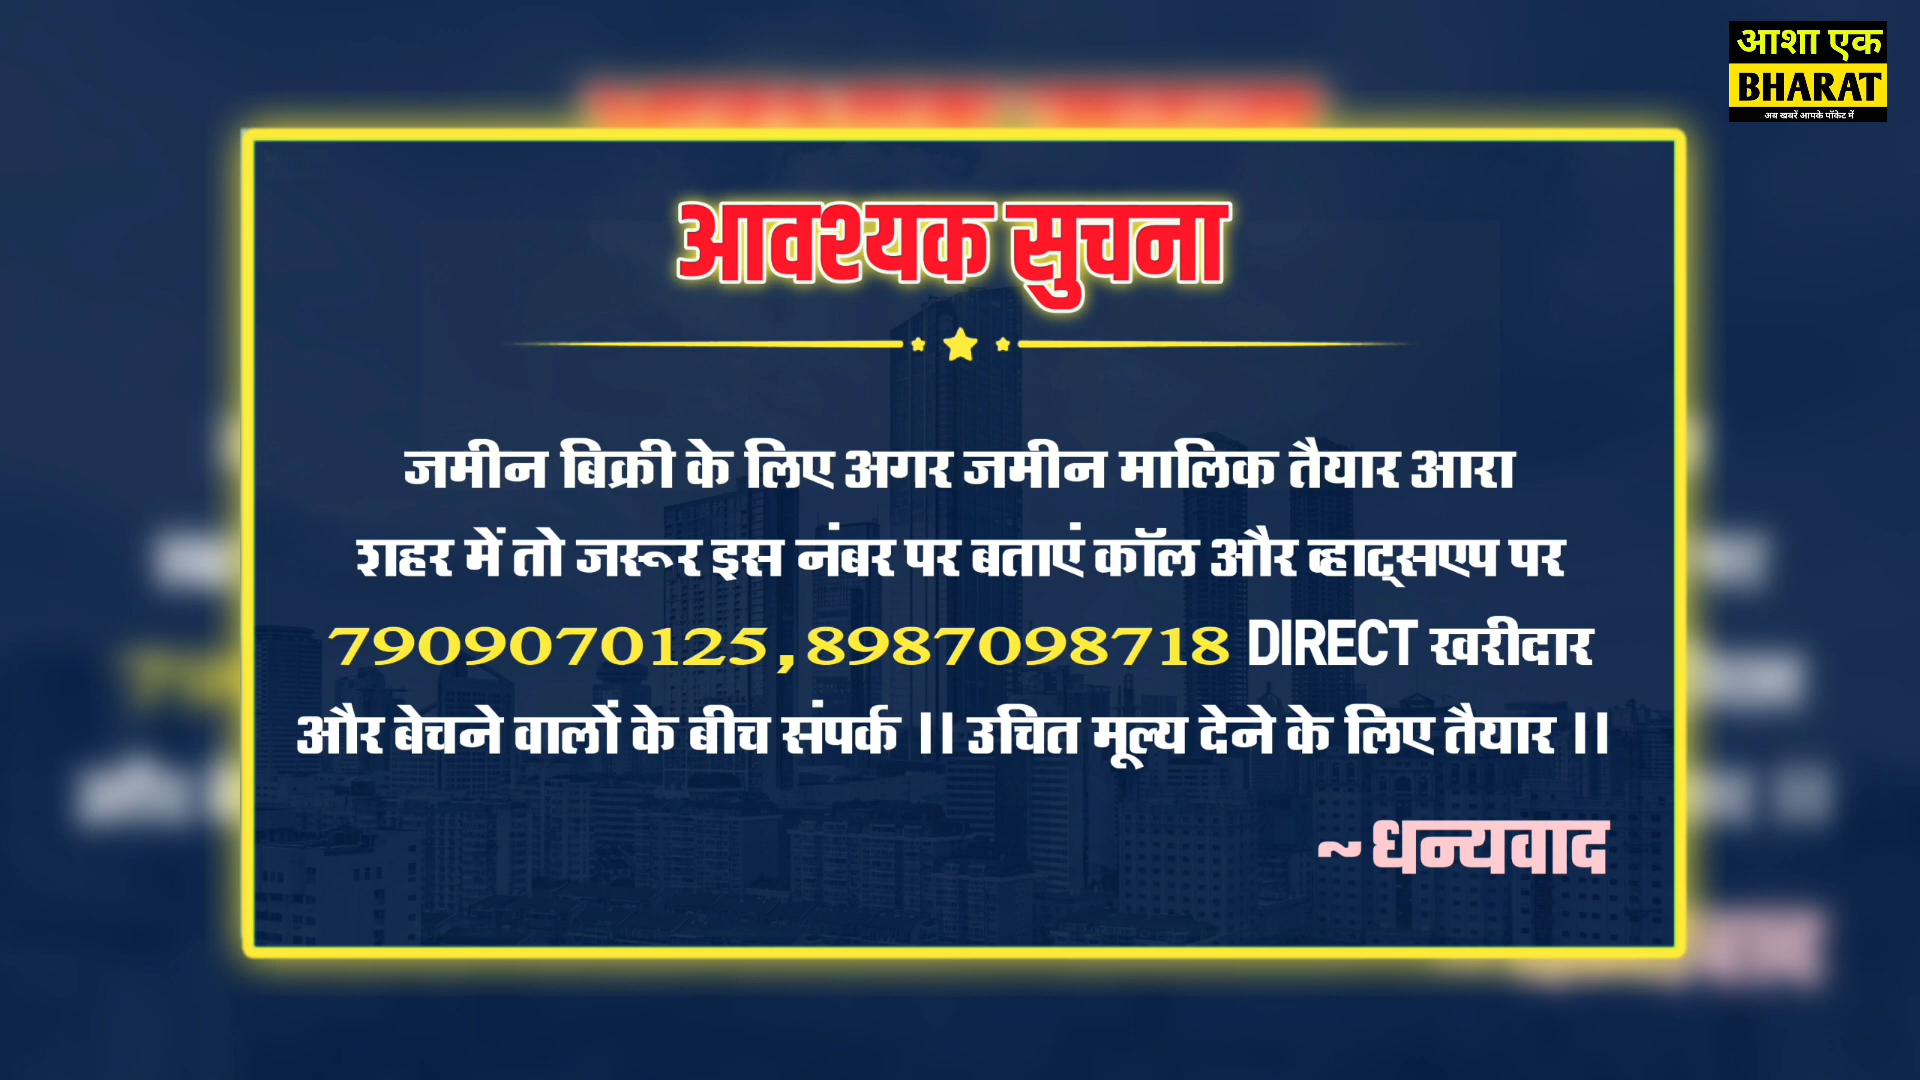 आशा एक
BHARAT
अब खबरें आपके पॉकेट में
आवश्यक सुचना
जमीन बिक्री के लिए अगर जमीन मालिक तैयार आरा
शहर में तो जरूर इस नंबर पर बताएं कॉल और व्हाट्सएप पर
7909070125,8987098718 DIRECT खरीदार
और बेचने वालों के बीच संपर्क ।। उचित मूल्य देने के लिए तैयार ।।
~धन्यवाद